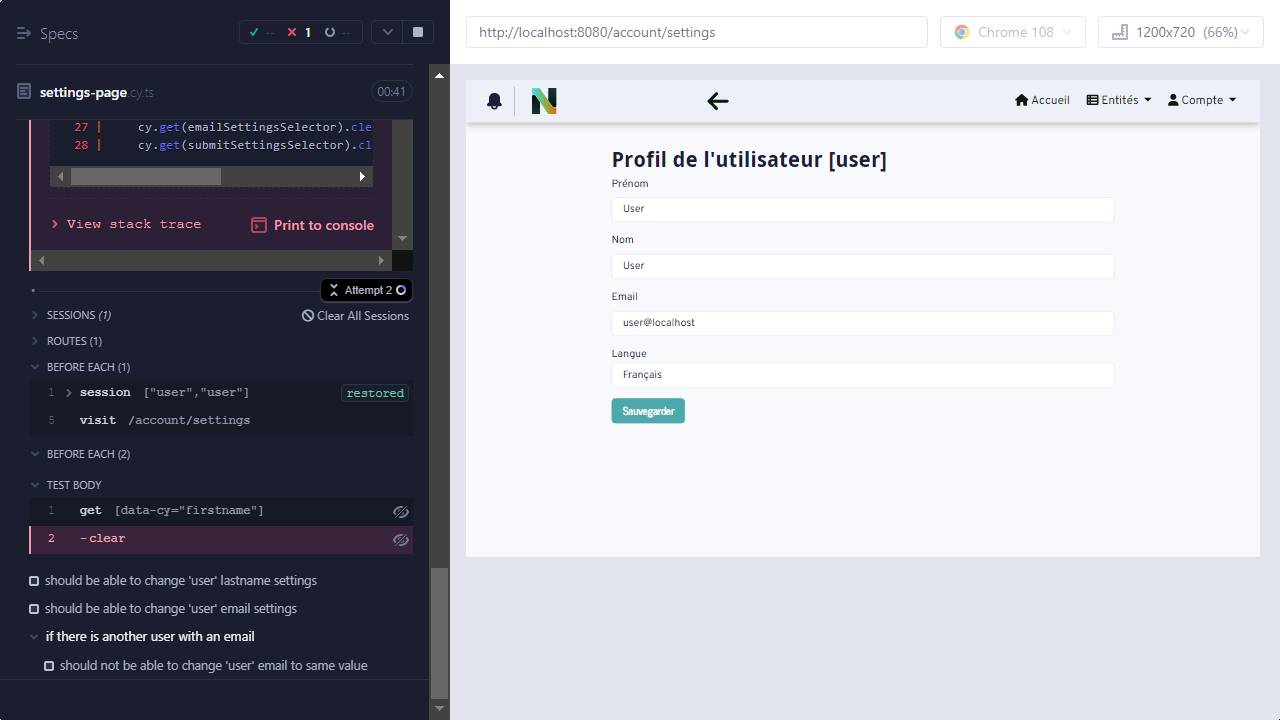 Specs
-- 1 --
settings-page.cy.ts 00:41
27 | cy.get(emailSettingsSelector).cle
28 | cy.get(submitSettingsSelector).cl
View stack trace Print to console
Attempt 2
SESSIONS (1) Clear All Sessions
ROUTES (1)
BEFORE EACH (1)
1 session ["user","user"] restored
5 visit /account/settings
BEFORE EACH (2)
TEST BODY
1 get [data-cy="firstname"]
2 -clear
should be able to change 'user' lastname settings
should be able to change 'user' email settings
if there is another user with an email
should not be able to change 'user' email to same value
http://localhost:8080/account/settings Chrome 108 1200x720 (66%)
N Accueil Entités Compte
Profil de l'utilisateur [user]
Prénom
User
Nom
User
Email
user@localhost
Langue
Français
Sauvegarder